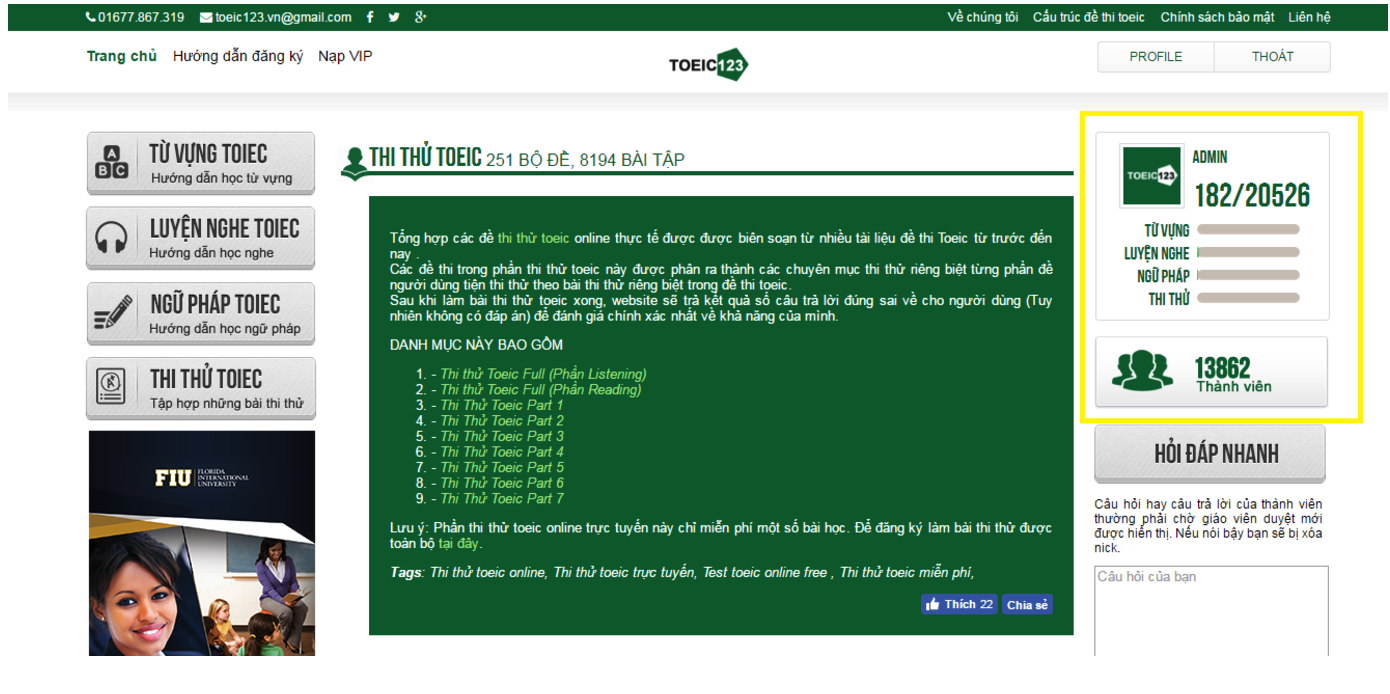 01677.867.319 toeic123.vn@gmail.com
Về chúng tôi Cấu trúc đề thi toeic Chính sách bảo mật Liên hệ
Trang chủ Hướng dẫn đăng ký Nạp VIP
TOEIC123
PROFILE THOÁT
TỪ VỰNG TOIEC
Hướng dẫn học từ vựng
LUYỆN NGHE TOIEC
Hướng dẫn học nghe
NGỮ PHÁP TOIEC
Hướng dẫn học ngữ pháp
THI THỬ TOIEC
Tập hợp những bài thi thử
FIU FLORIDA
INTERNATIONAL
UNIVERSITY
THI THỬ TOEIC 251 BỘ ĐỀ, 8194 BÀI TẬP
Tổng hợp các đề thi thử toeic online thực tế được được biên soạn từ nhiều tài liệu đề thi Toeic từ trước đến
nay .
Các đề thi trong phần thi thử toeic này được phân ra thành các chuyên mục thi thử riêng biệt từng phần đề
người dùng tiện thi thử theo bài thi thử riêng biệt trong đề thi toeic.
Sau khi làm bài thi thử toeic xong, website sẽ trả kết quả số câu trả lời đúng sai về cho người dùng (Tuy
nhiên không có đáp án) để đánh giá chính xác nhất về khả năng của mình.
DANH MỤC NÀY BAO GỒM
1. - Thi thử Toeic Full (Phần Listening)
2. - Thi thử Toeic Full (Phần Reading)
3. - Thi Thử Toeic Part 1
4. - Thi Thử Toeic Part 2
5. - Thi Thử Toeic Part 3
6. - Thi Thử Toeic Part 4
7. - Thi Thử Toeic Part 5
8. - Thi Thử Toeic Part 6
9. - Thi Thử Toeic Part 7
Lưu ý: Phần thi thử toeic online trực tuyến này chỉ miễn phí một số bài học. Để đăng ký làm bài thi thử được
toàn bộ tại đây.
Tags: Thi thử toeic online, Thi thử toeic trực tuyến, Test toeic online free , Thi thử toeic miễn phí,
Thích 22 Chia sẻ
TOEIC123
ADMIN
182/20526
TỪ VỰNG
LUYỆN NGHE
NGỮ PHÁP
THI THỬ
13862
Thành viên
HỎI ĐÁP NHANH
Câu hỏi hay câu trả lời của thành viên
thường phải chờ giáo viên duyệt mới
được hiển thị. Nếu nói bậy bạn sẽ bị xóa
nick.
Câu hỏi của bạn